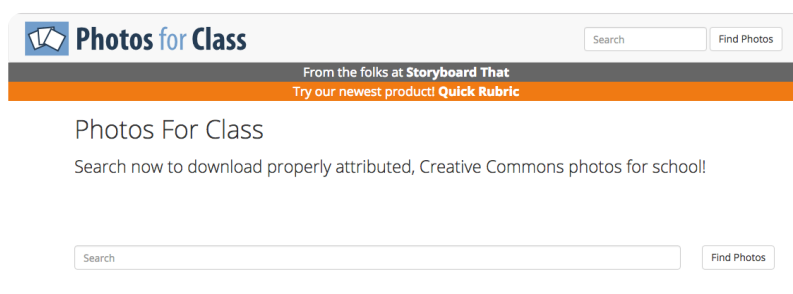 Photos for Class
Search
Find Photos
From the folks at Storyboard That
Try our newest product! Quick Rubric
Photos For Class
Search now to download properly attributed, Creative Commons photos for school!
Search
Find Photos